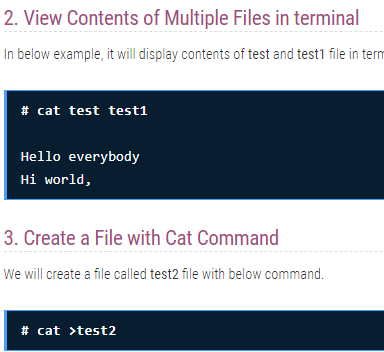 2. View Contents of Multiple Files in terminal
In below example, it will display contents of test and test1 file in
# cat test test1
Hello everybody
Hi world,
3. Create a File with Cat Command
We will create a file called test2 file with below command.
# cat >test2